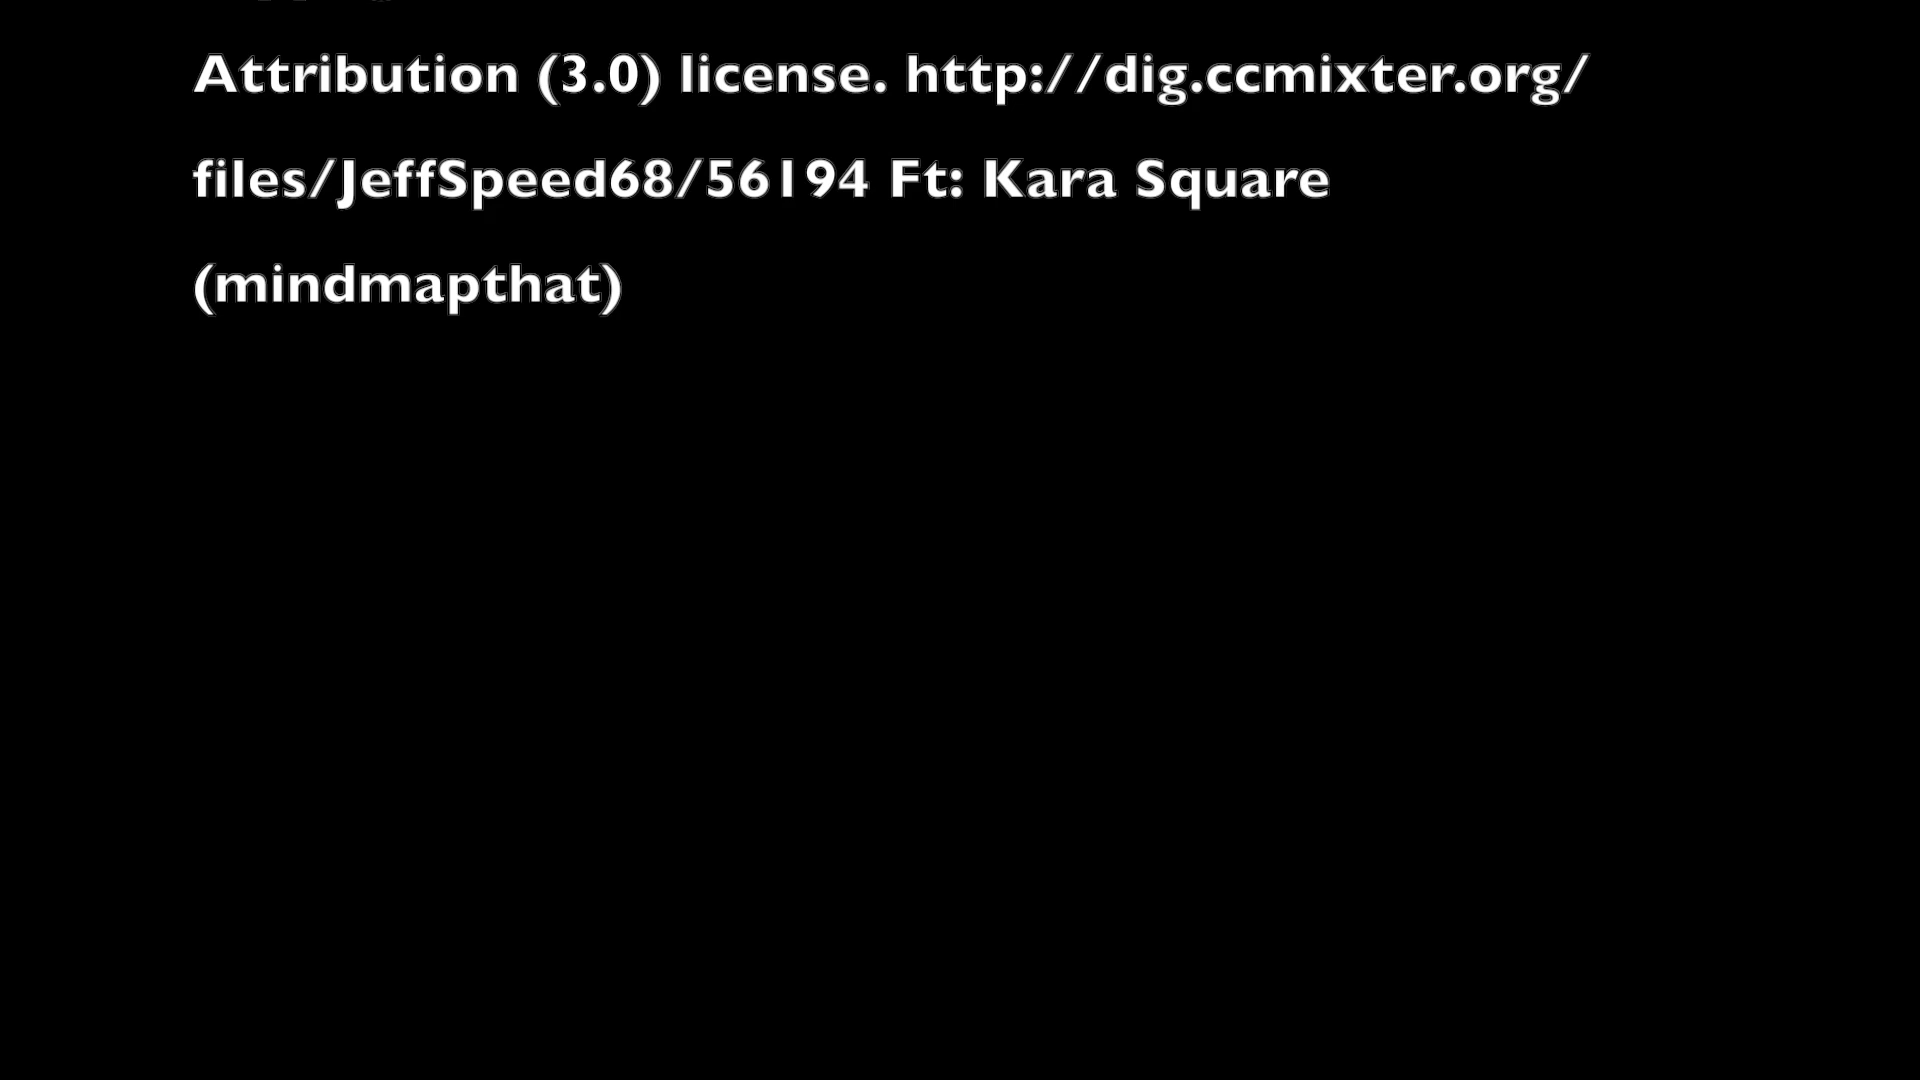 Attribution (3.0) license. http://dig.ccmixter.org/
files/JeffSpeed68/56194 Ft: Kara Square
(mindmapthat)